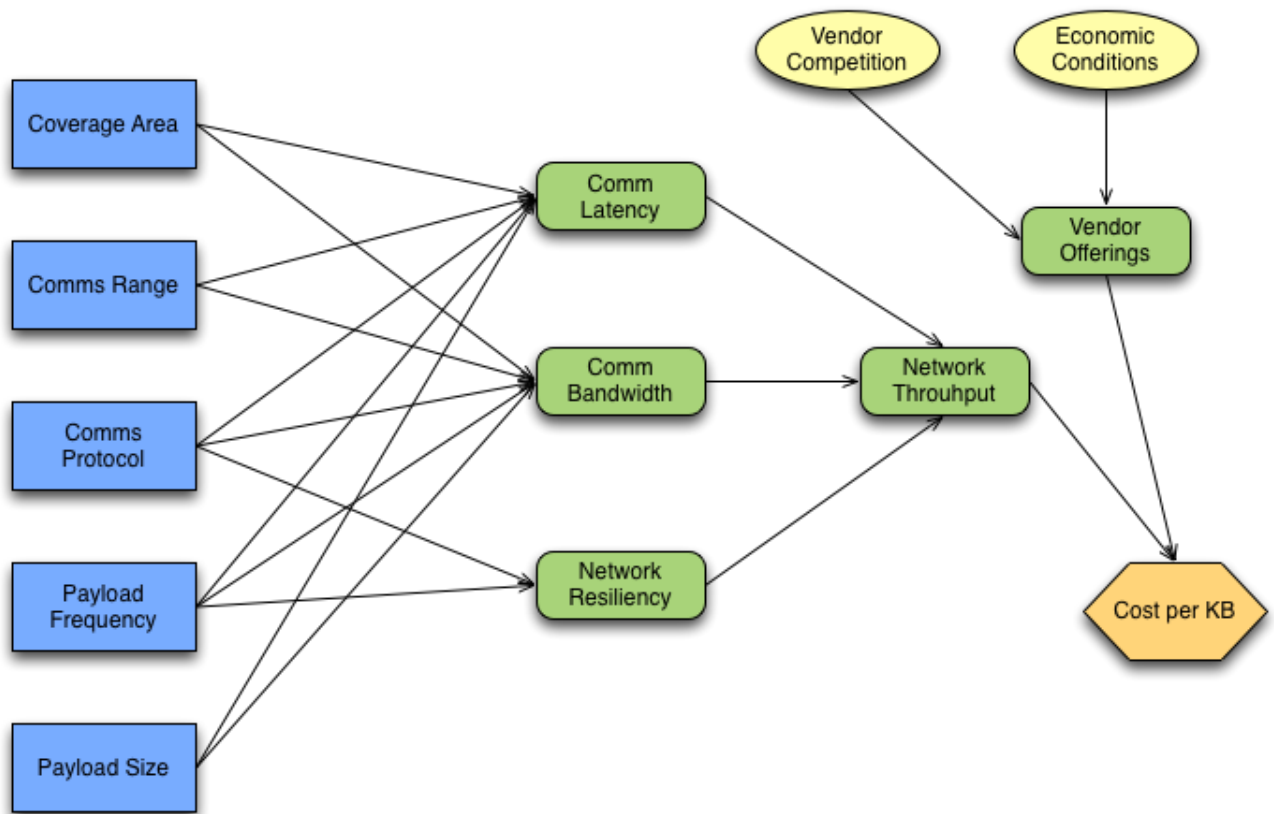 Vendor
Competition
Economic
Conditions
Coverage Area
Comm
Latency
Vendor
Offerings
Comms Range
Comm
Bandwidth
Network
Throuhput
Comms
Protocol
Payload
Frequency
Network
Resiliency
Cost per KB
Payload Size